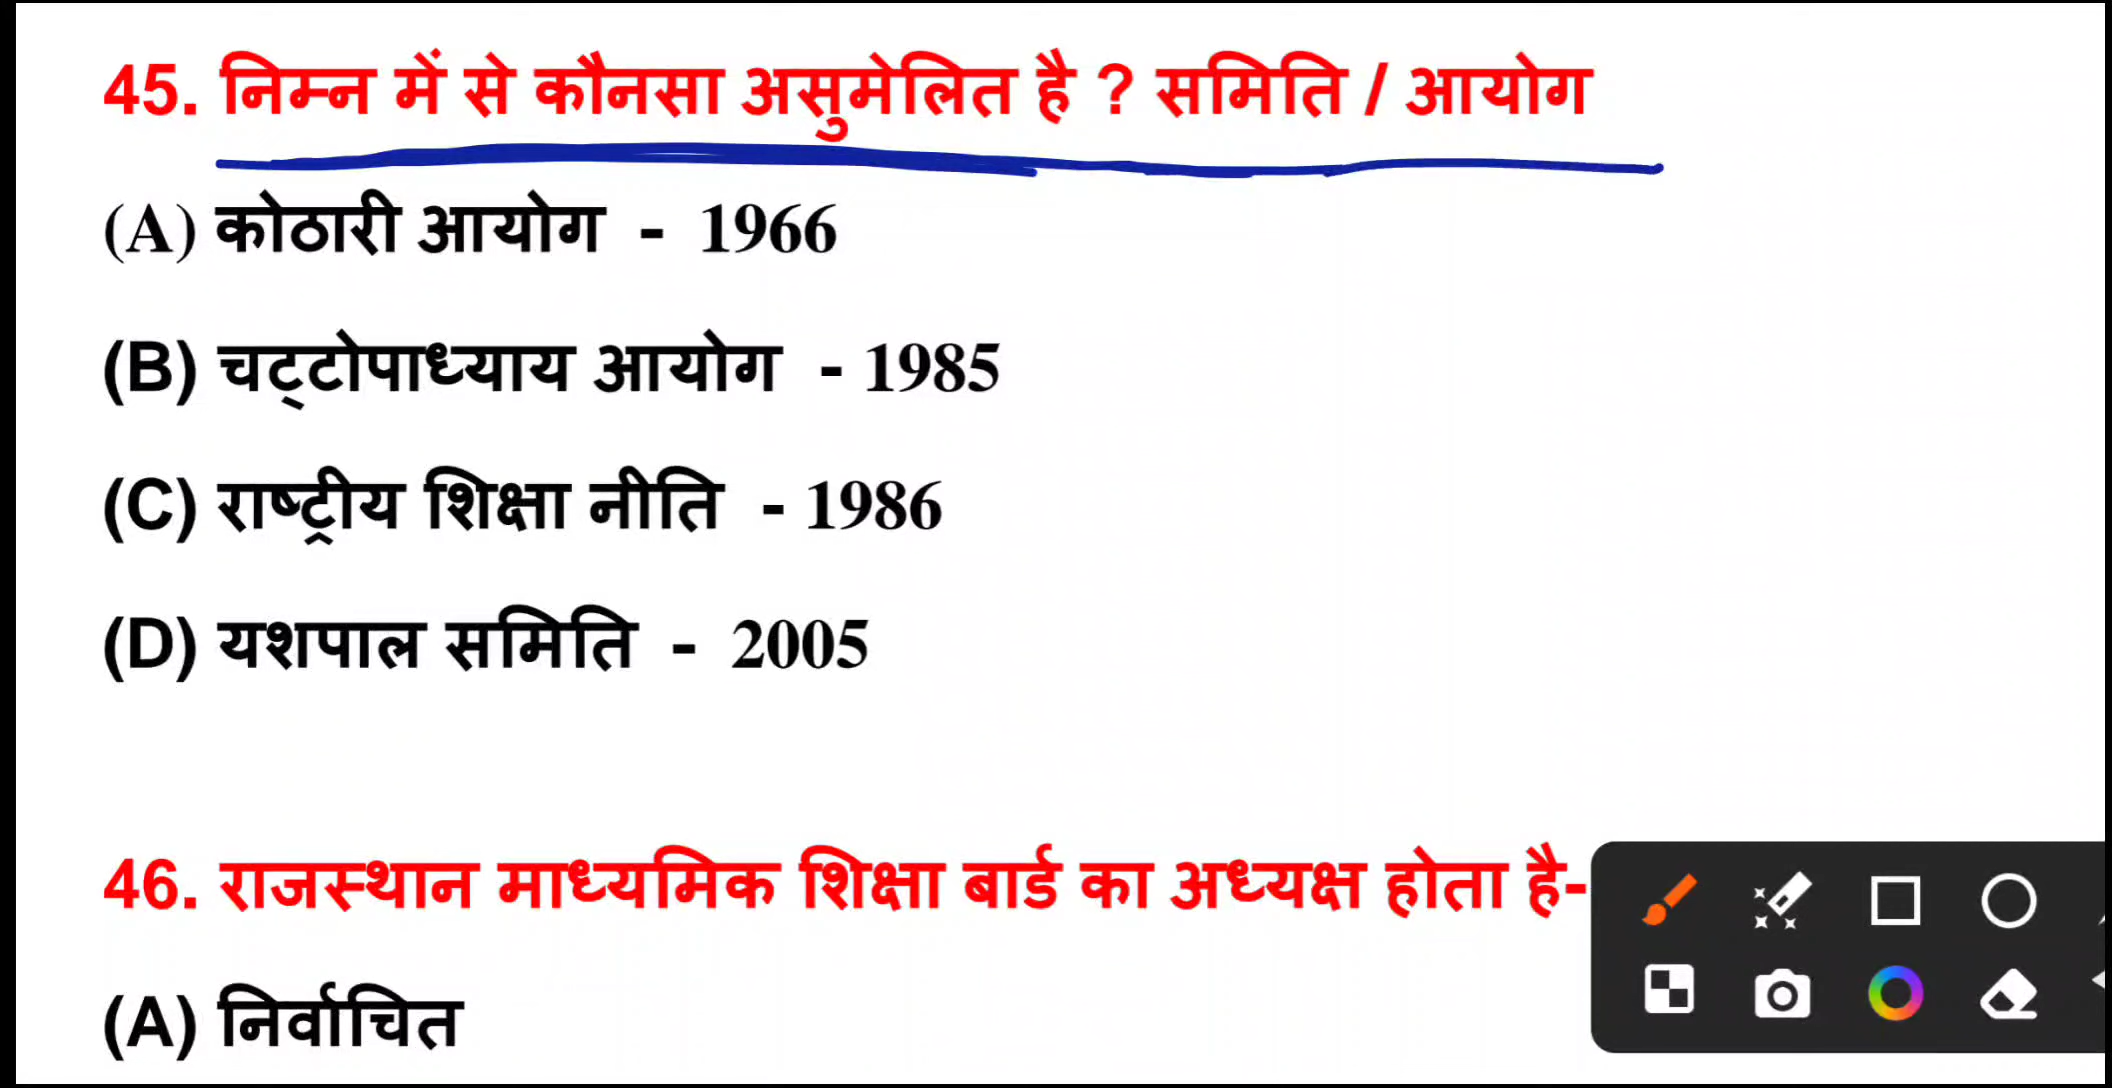 45. निम्न में से कौनसा असुमेलित है ? समिति / आयोग
(A) कोठारी आयोग - 1966
(B) चट्टोपाध्याय आयोग - 1985
(C) राष्ट्रीय शिक्षा नीति - 1986
(D) यशपाल समिति - 2005
46. राजस्थान माध्यमिक शिक्षा बार्ड का अध्यक्ष होता है-
(A) निर्वाचित